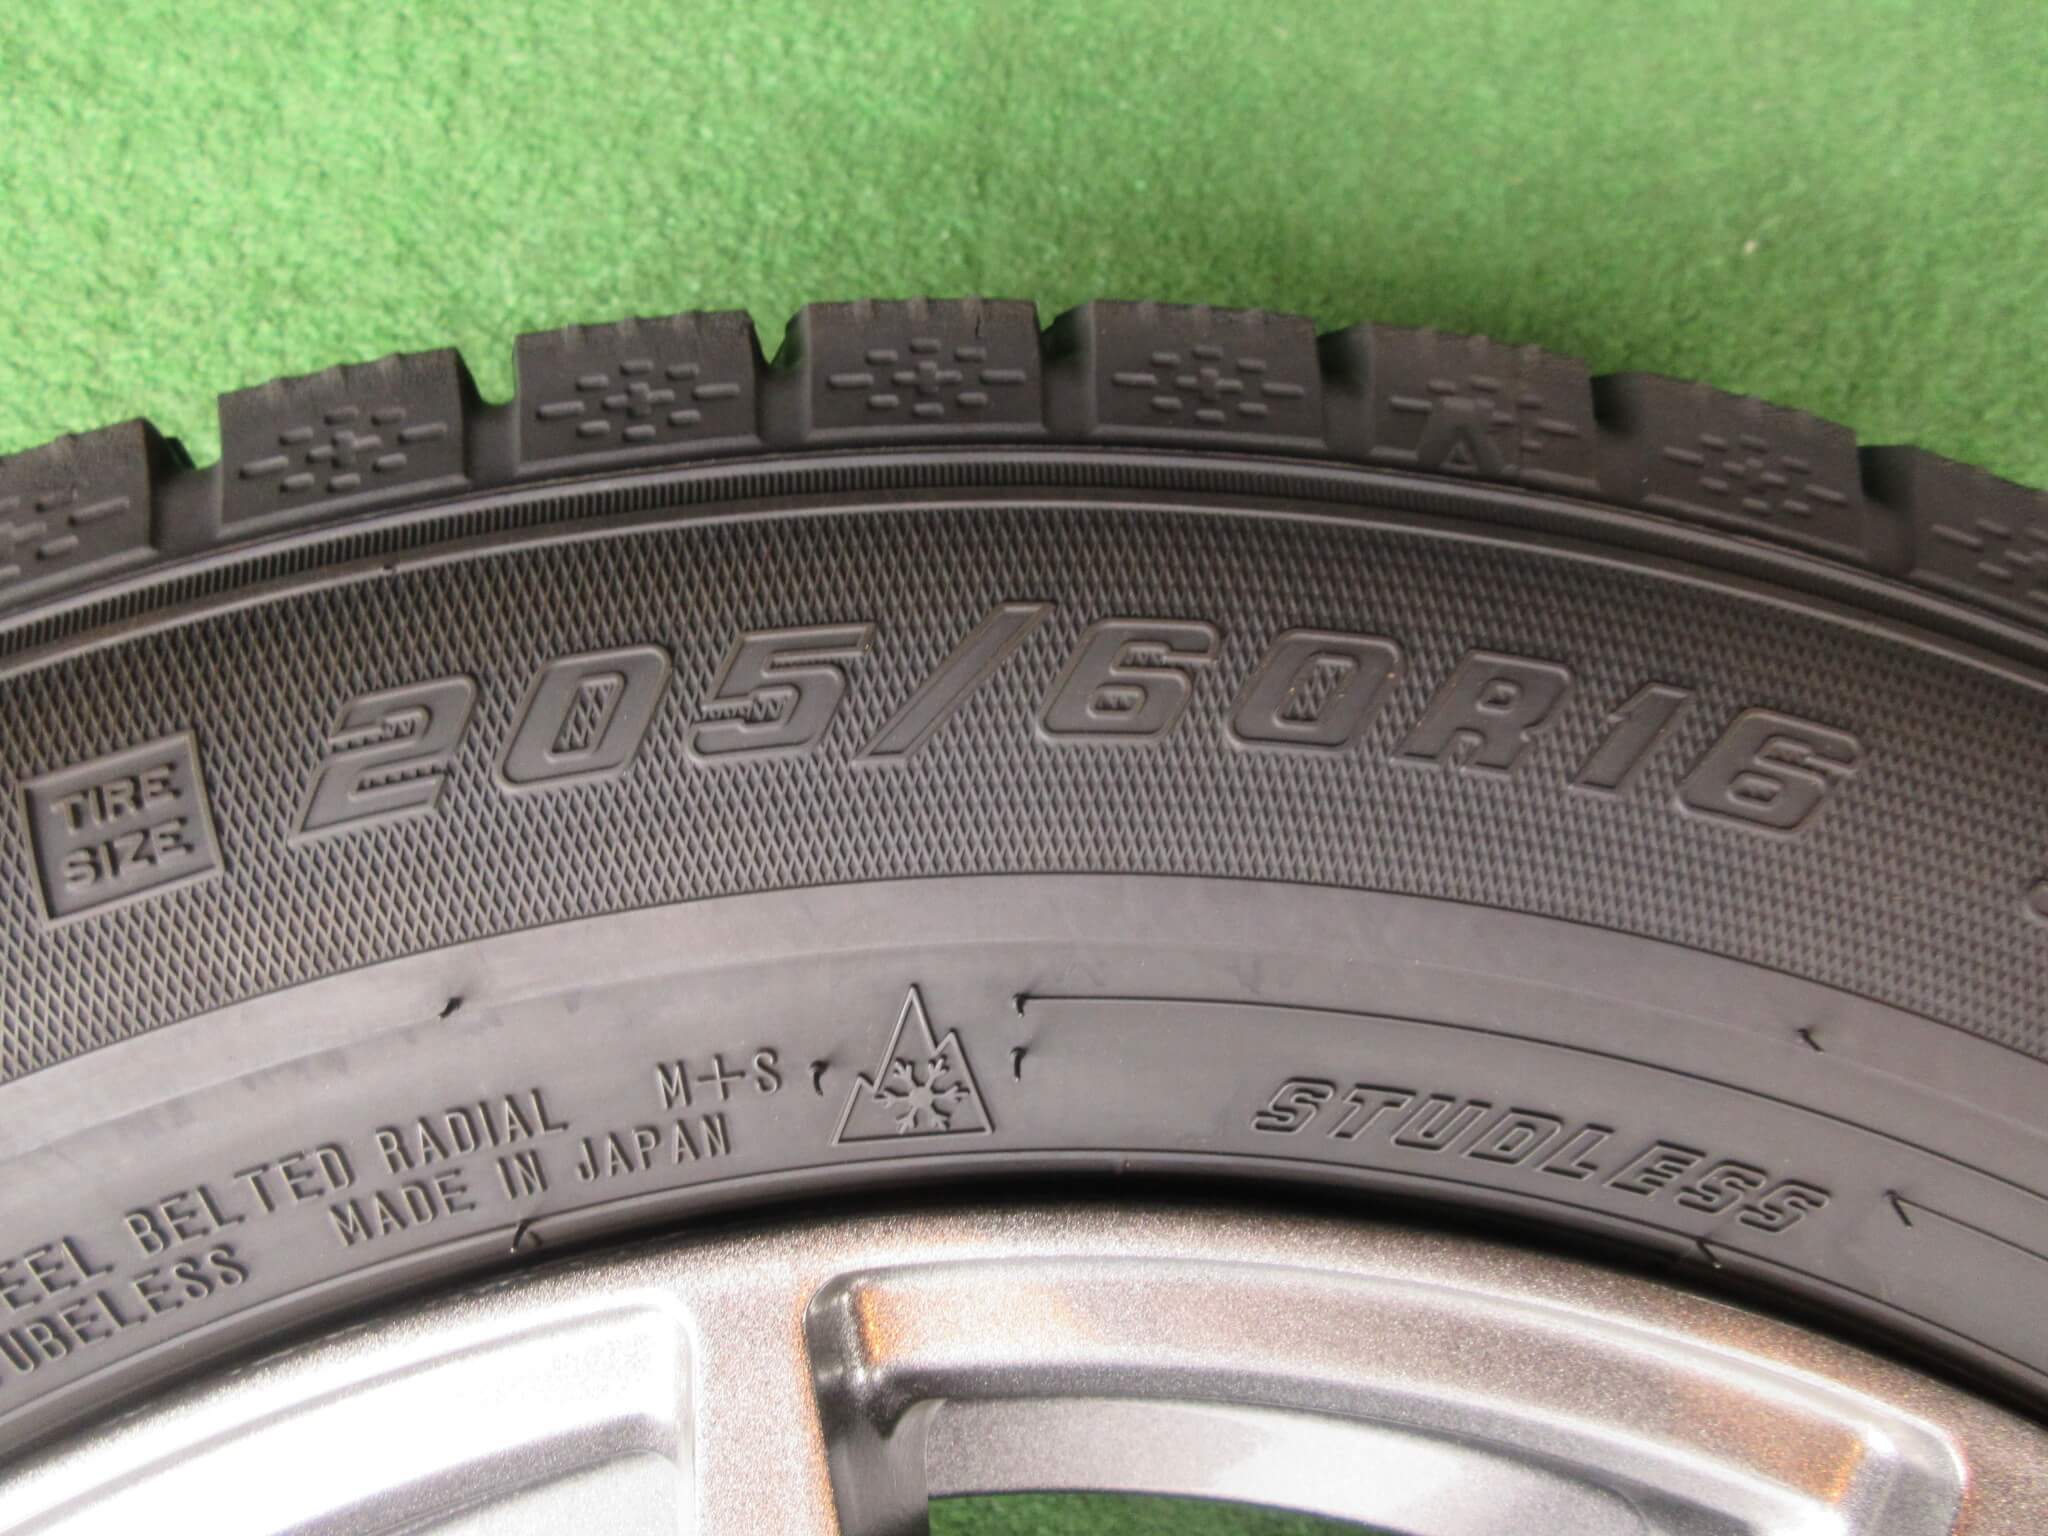 TIRE
SIZE
205/60R16
EEL BELTED RADIAL M+S
UBELESS MADE IN JAPAN
STUDLESS